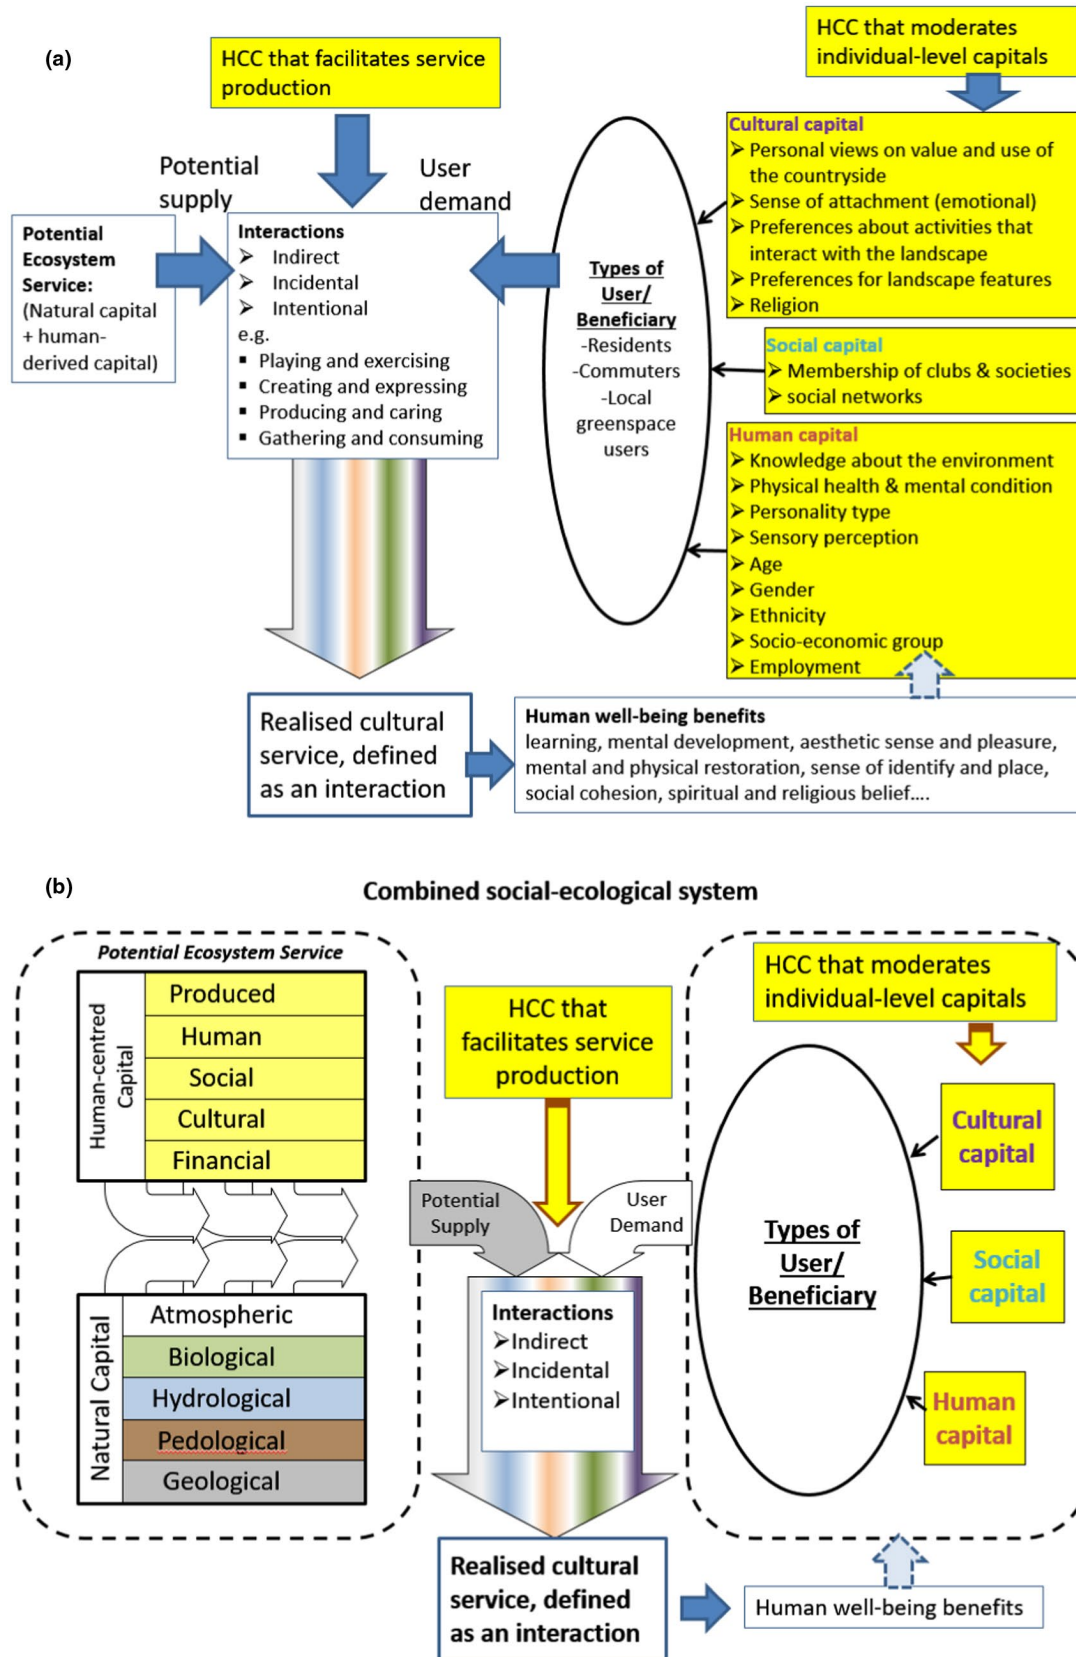 (a)
HCC that facilitates service
production
HCC that moderates
individual-level capitals
Potential
supply
User
demand
Potential
Ecosystem
Service:
(Natural capital
+ human-
derived capital)
Interactions
➢ Indirect
➢ Incidental
➢ Intentional
e.g.
▪ Playing and exercising
▪ Creating and expressing
▪ Producing and caring
▪ Gathering and consuming
Types of
User/
Beneficiary
-Residents
-Commuters
-Local
greenspace
users
Cultural capital
➢ Personal views on value and use of
the countryside
➢ Sense of attachment (emotional)
➢ Preferences about activities that
interact with the landscape
➢ Preferences for landscape features
➢ Religion
Social capital
➢ Membership of clubs & societies
➢ social networks
Human capital
➢ Knowledge about the environment
➢ Physical health & mental condition
➢ Personality type
➢ Sensory perception
➢ Age
➢ Gender
➢ Ethnicity
➢ Socio-economic group
➢ Employment
Realised cultural
service, defined
as an interaction
Human well-being benefits
learning, mental development, aesthetic sense and pleasure,
mental and physical restoration, sense of identify and place,
social cohesion, spiritual and religious belief....
(b)
Combined social-ecological system
Potential Ecosystem Service
Human-centred
Capital
Produced
Human
Social
Cultural
Financial
Natural Capital
Atmospheric
Biological
Hydrological
Pedological
Geological
HCC that
facilitates service
production
Potential
Supply
User
Demand
Interactions
➢Indirect
➢Incidental
➢Intentional
HCC that moderates
individual-level capitals
Types of
User/
Beneficiary
Cultural
capital
Social
capital
Human
capital
Realised cultural
service, defined
as an interaction
Human well-being benefits